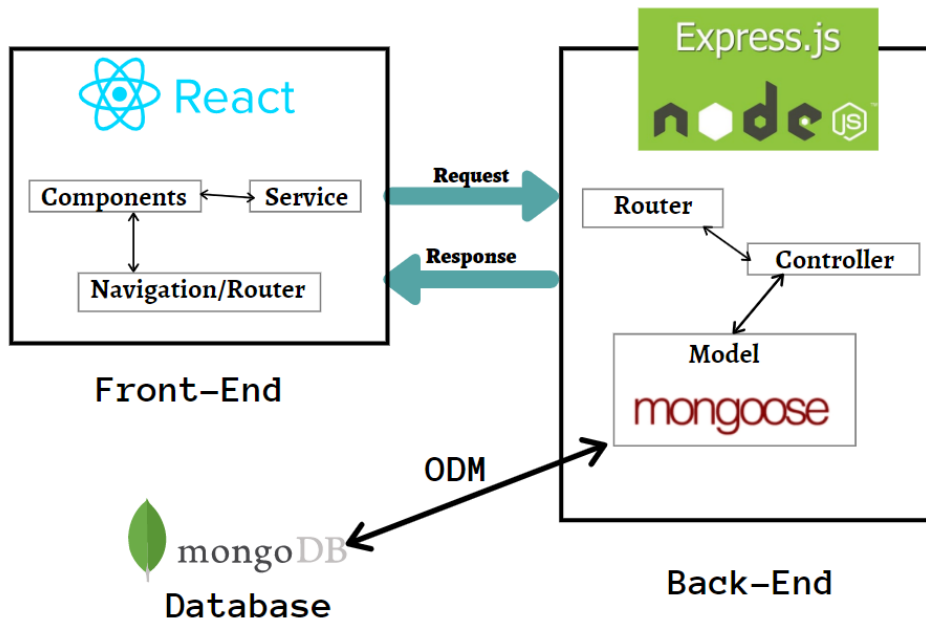 React
Components
Service
Navigation/Router
Front-End
Request
Response
Express.js
node
JS
™
Router
Controller
Model
mongoose
Back-End
ODM
mongoDB
Database